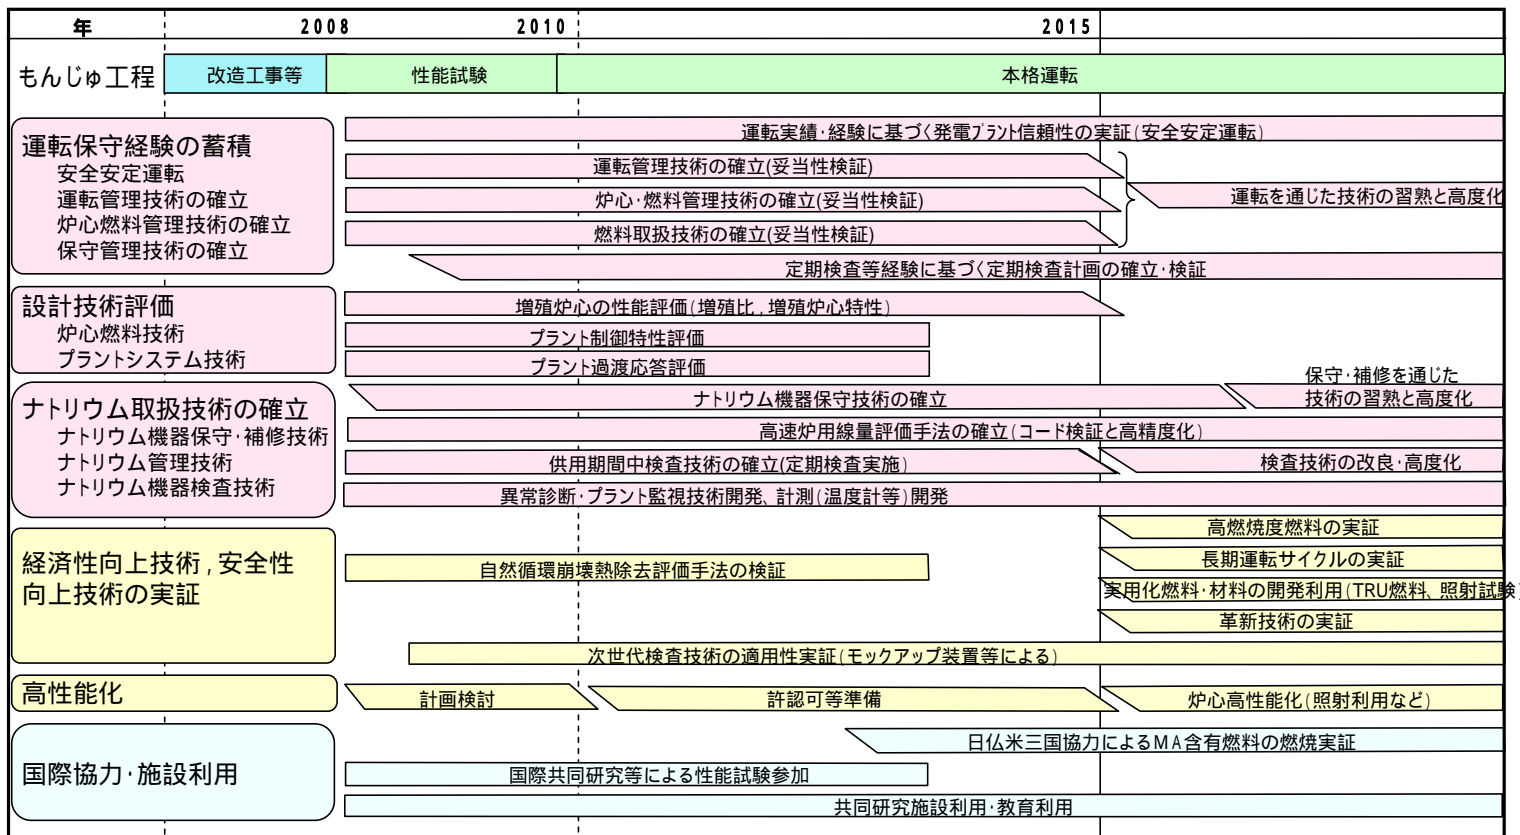 年 2008 2010 2015
もんじゅ工程 改造工事等 性能試験 本格運転
運転保守経験の蓄積
安全安定運転
運転管理技術の確立
炉心燃料管理技術の確立
保守管理技術の確立
運転実績・経験に基づく発電プラント信頼性の実証(安全安定運転)
運転管理技術の確立(妥当性検証)
炉心・燃料管理技術の確立(妥当性検証)
燃料取扱技術の確立(妥当性検証)
運転を通じた技術の習熟と高度化
定期検査等経験に基づく定期検査計画の確立・検証
設計技術評価
炉心燃料技術
プラントシステム技術
増殖炉心の性能評価(増殖比,増殖炉心特性)
プラント制御特性評価
プラント過渡応答評価
ナトリウム取扱技術の確立
ナトリウム機器保守・補修技術
ナトリウム管理技術
ナトリウム機器検査技術
ナトリウム機器保守技術の確立
保守・補修を通じた
技術の習熟と高度化
高速炉用線量評価手法の確立(コード検証と高精度化)
供用期間中検査技術の確立(定期検査実施)
検査技術の改良・高度化
異常診断・プラント監視技術開発、計測(温度計等)開発
経済性向上技術,安全性
向上技術の実証
高燃焼度燃料の実証
長期運転サイクルの実証
自然循環崩壊熱除去評価手法の検証
実用化燃料・材料の開発利用(TRU燃料、照射試験)
革新技術の実証
次世代検査技術の適用性実証(モックアップ装置等による)
高性能化
計画検討 許認可等準備 炉心高性能化(照射利用など)
国際協力・施設利用
日仏米三国協力によるMA含有燃料の燃焼実証
国際共同研究等による性能試験参加
共同研究施設利用・教育利用